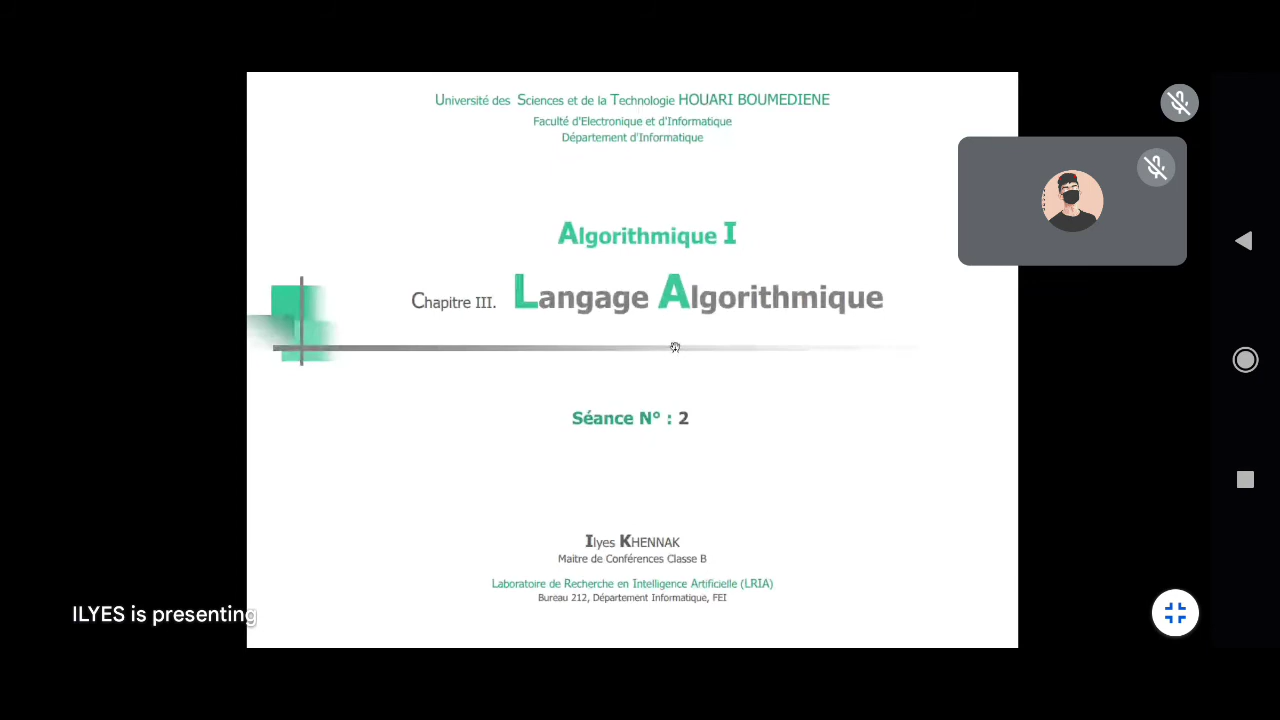 Université des Sciences et de la Technologie HOUARI BOUMEDIENE
Faculté d'Electronique et d'Informatique
Département d'Informatique
Algorithmique I
Chapitre III. Langage Algorithmique
Séance N° : 2
Ilyes KHENNAK
Maitre de Conférences Classe B
Laboratoire de Recherche en Intelligence Artificielle (LRIA)
Bureau 212, Département Informatique, FEI
ILYES is presenting